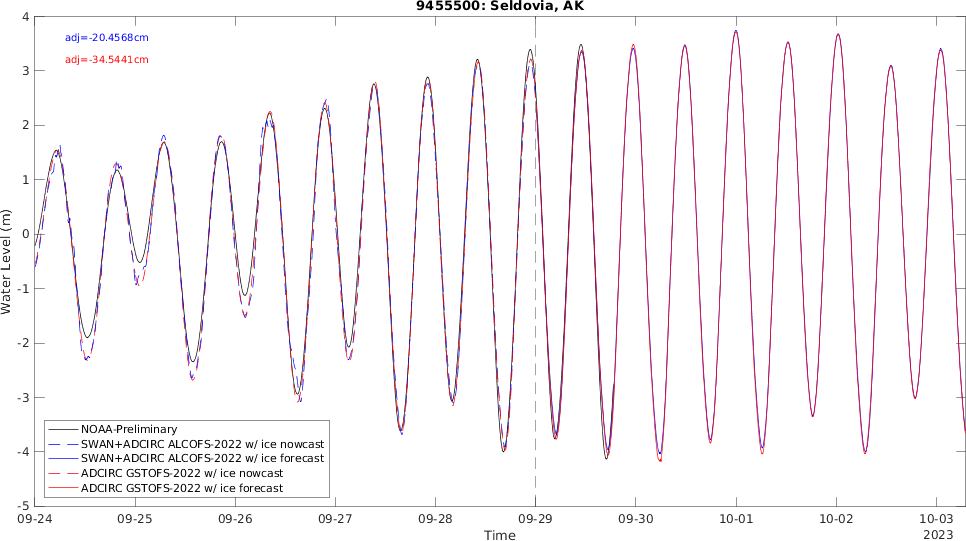 9455500: Seldovia, AK
adj=-20.4568cm
adj=-34.5441cm
Water Level (m)
4
3
2
1
0
-1
-2
-3
-4
-5
NOAA-Preliminary
SWAN+ADCIRC ALCOFS-2022 w/ ice nowcast
SWAN+ADCIRC ALCOFS-2022 w/ ice forecast
ADCIRC GSTOFS-2022 w/ ice nowcast
ADCIRC GSTOFS-2022 w/ ice forecast
09-24 09-25 09-26 09-27 09-28 09-29 09-30 10-01 10-02 10-03
Time
2023